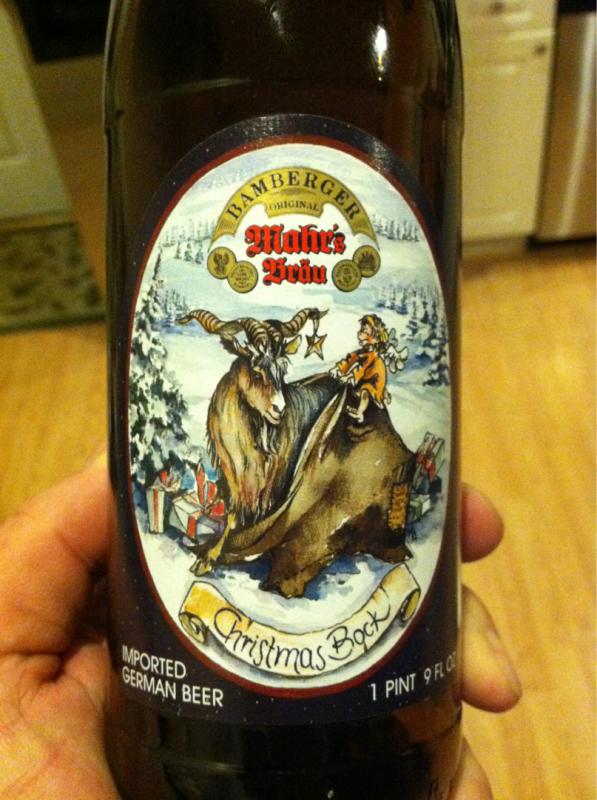 BAMBERGER
ORIGINAL
Mahr's
Bräu
Christmas Bock
IMPORTED
GERMAN BEER
1 PINT 9 FL OZ